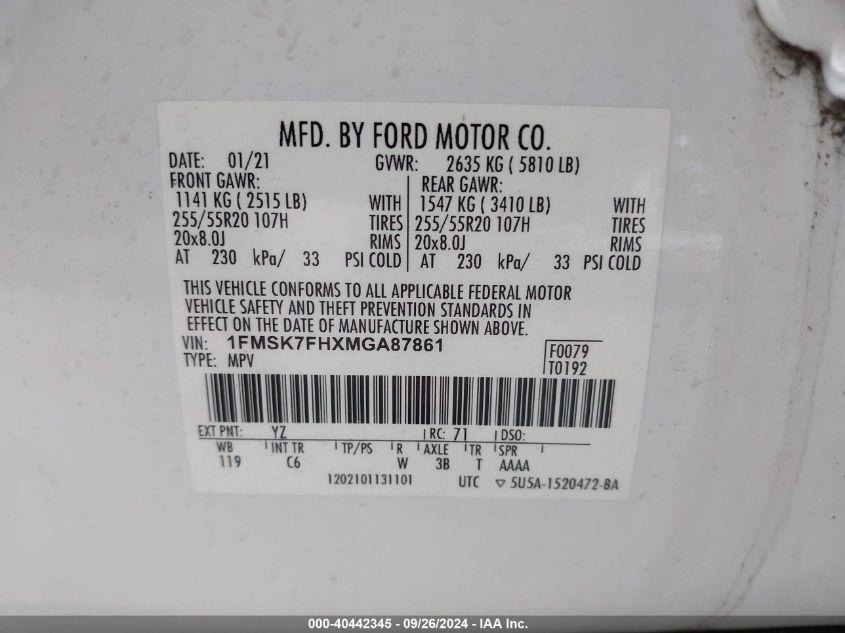 MFD. BY FORD MOTOR CO.
DATE: 01/21 GVWR: 2635 KG ( 5810 LB)
FRONT GAWR: REAR GAWR:
1141 KG ( 2515 LB) WITH 1547 KG ( 3410 LB) WITH
255/55R20 107H TIRES 255/55R20 107H TIRES
20x8.0J RIMS 20x8.0J RIMS
AT 230 kPa/ 33 PSI COLD AT 230 kPa/ 33 PSI COLD
THIS VEHICLE CONFORMS TO ALL APPLICABLE FEDERAL MOTOR
VEHICLE SAFETY AND THEFT PREVENTION STANDARDS IN
EFFECT ON THE DATE OF MANUFACTURE SHOWN ABOVE.
VIN: 1FMSK7FHXMGA87861
TYPE: MPV
F0079
T0192
EXT PNT: YZ RC: 71 DSO:
WB INT TR TP/PS R AXLE TR SPR
119 C6 W 3B T AAAA
1202101131101 UTC ▽ 5U5A-1520472-BA
000-40442345 - 09/26/2024 - IAA Inc.